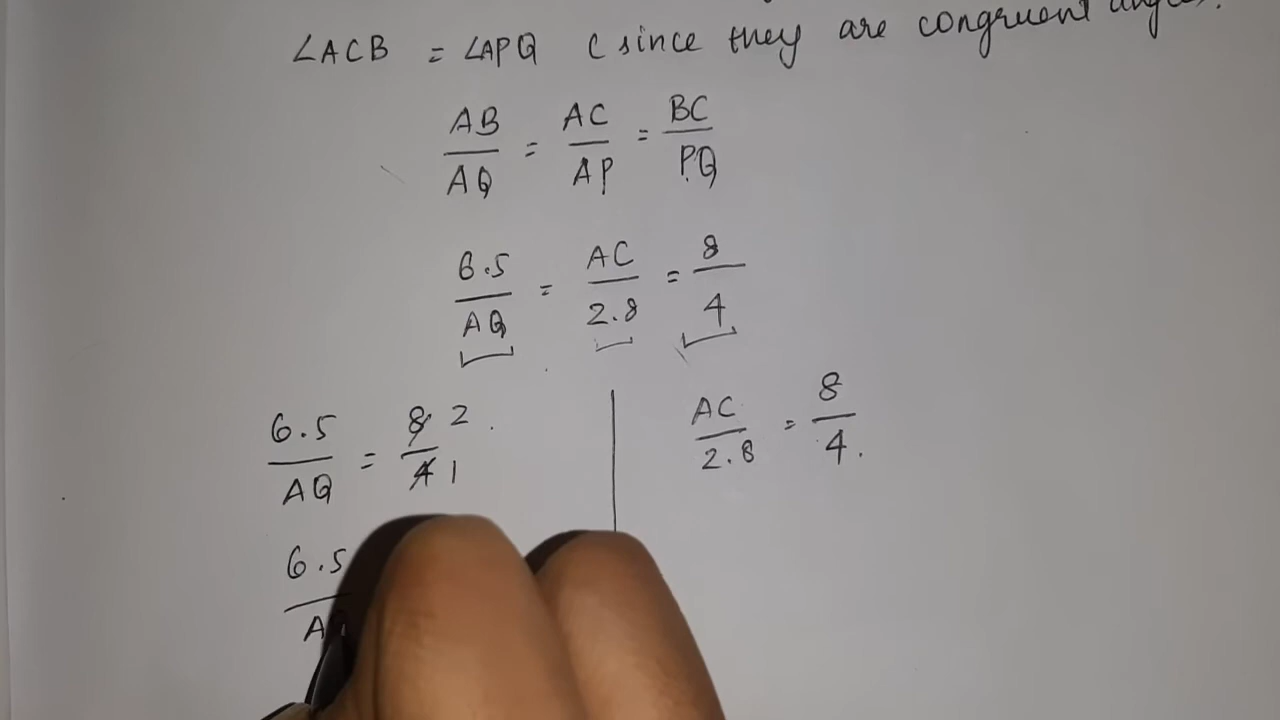 ∠ACB = ∠APQ (since they are congruent angles.
AB/AQ = AC/AP = BC/PQ
6.5/AQ = AC/2.8 = 8/4
6.5/AQ = 8/4 2/1
AC/2.8 = 8/4.
6.5/A